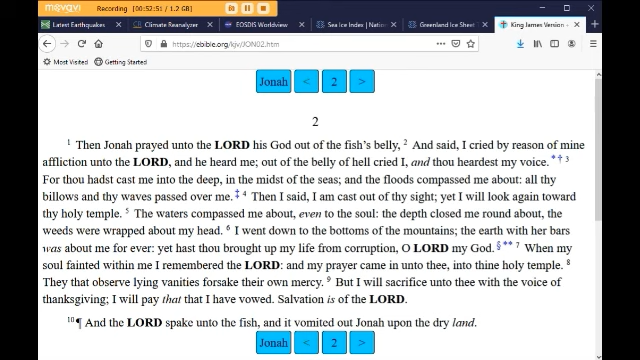 movavi
Recording (00:52:51 / 1.2 GB)
Latest Earthquakes Climate Reanalyzer EOSDIS Worldview Sea Ice Index | Nation Greenland Ice Sheet King James Version +
https://ebible.org/kjv/JON02.htm
Most Visited Getting Started
Jonah < 2 >
2
1 Then Jonah prayed unto the LORD his God out of the fish's belly, 2 And said, I cried by reason of mine
affliction unto the LORD, and he heard me; out of the belly of hell cried I, and thou heardest my voice. *† 3
For thou hadst cast me into the deep, in the midst of the seas; and the floods compassed me about: all thy
billows and thy waves passed over me. ‡ 4 Then I said, I am cast out of thy sight; yet I will look again toward
thy holy temple. 5 The waters compassed me about, even to the soul: the depth closed me round about, the
weeds were wrapped about my head. 6 I went down to the bottoms of the mountains; the earth with her bars
was about me for ever: yet hast thou brought up my life from corruption, O LORD my God. §** 7 When my
soul fainted within me I remembered the LORD: and my prayer came in unto thee, into thine holy temple. 8
They that observe lying vanities forsake their own mercy. 9 But I will sacrifice unto thee with the voice of
thanksgiving; I will pay that that I have vowed. Salvation is of the LORD.
10 ¶ And the LORD spake unto the fish, and it vomited out Jonah upon the dry land.
Jonah < 2 >